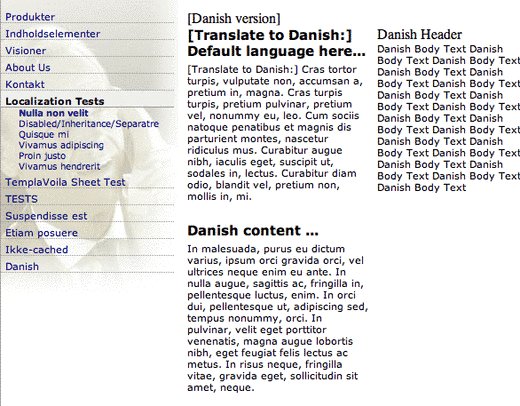 Produkter
Indholdselementer
Visioner
About Us
Kontakt
Localization Tests
Nulla non velit
Disabled/Inheritance/Separatre
Quisque mi
Vivamus adipiscing
Proin justo
Vivamus hendrerit
TemplaVoila Sheet Test
TESTS
Suspendisse est
Etiam posuere
Ikke-cached
Danish
[Danish version]
[Translate to Danish:]
Default language here...
[Translate to Danish:] Cras tortor
turpis, vulputate non, accumsan a,
pretium in, magna. Cras turpis
turpis, pretium pulvinar, pretium
vel, nonummy eu, leo. Cum sociis
natoque penatibus et magnis dis
parturient montes, nascetur
ridiculus mus. Curabitur augue
nibh, iaculis eget, suscipit ut,
sodales in, lectus. Curabitur diam
odio, blandit vel, pretium non,
mollis in, mi.
Danish content ...
In malesuada, purus eu dictum
varius, ipsum orci gravida orci, vel
ultrices neque enim eu ante. In
nulla augue, sagittis ac, fringilla in,
pellentesque luctus, enim. In orci
dui, pellentesque ut, adipiscing sed,
tempus nonummy, orci. In
pulvinar, velit eget porttitor
venenatis, magna augue lobortis
nibh, eget feugiat felis lectus ac
metus. In risus neque, fringilla
vitae, gravida eget, sollicitudin sit
amet, neque.
Danish Header
Danish Body Text Danish
Body Text Danish Body Text
Danish Body Text Danish
Body Text Danish Body Text
Danish Body Text Danish
Body Text Danish Body Text
Danish Body Text Danish
Body Text Danish Body Text
Danish Body Text Danish
Body Text Danish Body Text
Danish Body Text Danish
Body Text Danish Body Text
Danish Body Text